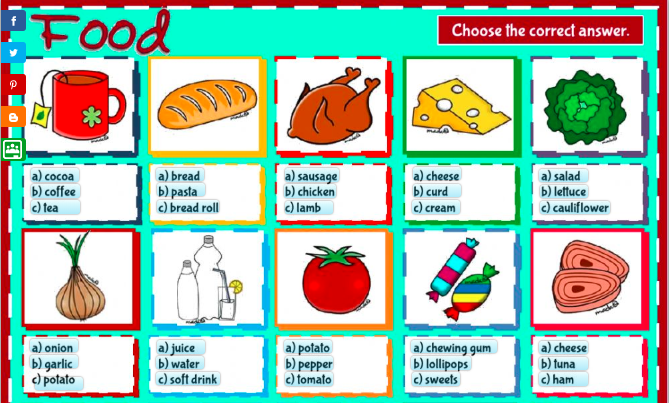 Food
Choose the correct answer.
a) cocoa
b) coffee
c) tea
a) bread
b) pasta
c) bread roll
a) sausage
b) chicken
c) lamb
a) cheese
b) curd
c) cream
a) salad
b) lettuce
c) cauliflower
a) onion
b) garlic
c) potato
a) juice
b) water
c) soft drink
a) potato
b) pepper
c) tomato
a) chewing gum
b) lollipops
c) sweets
a) cheese
b) tuna
c) ham